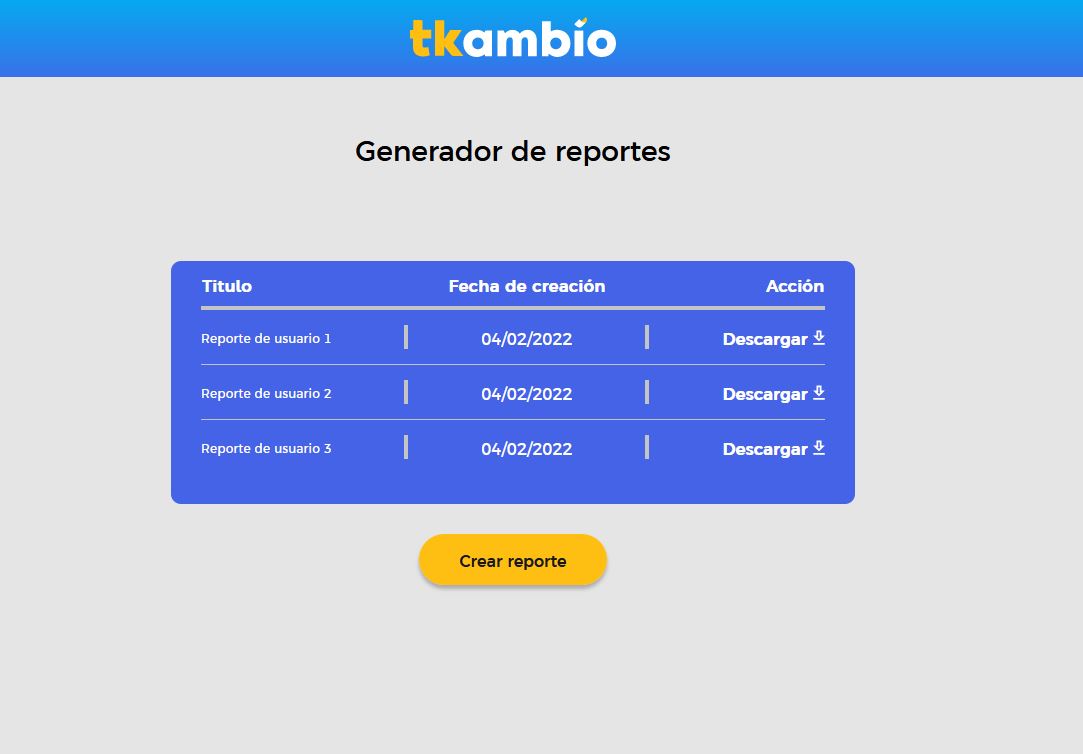 tkambío
Generador de reportes
Titulo Fecha de creación Acción
Reporte de usuario 1 04/02/2022 Descargar
Reporte de usuario 2 04/02/2022 Descargar
Reporte de usuario 3 04/02/2022 Descargar
Crear reporte